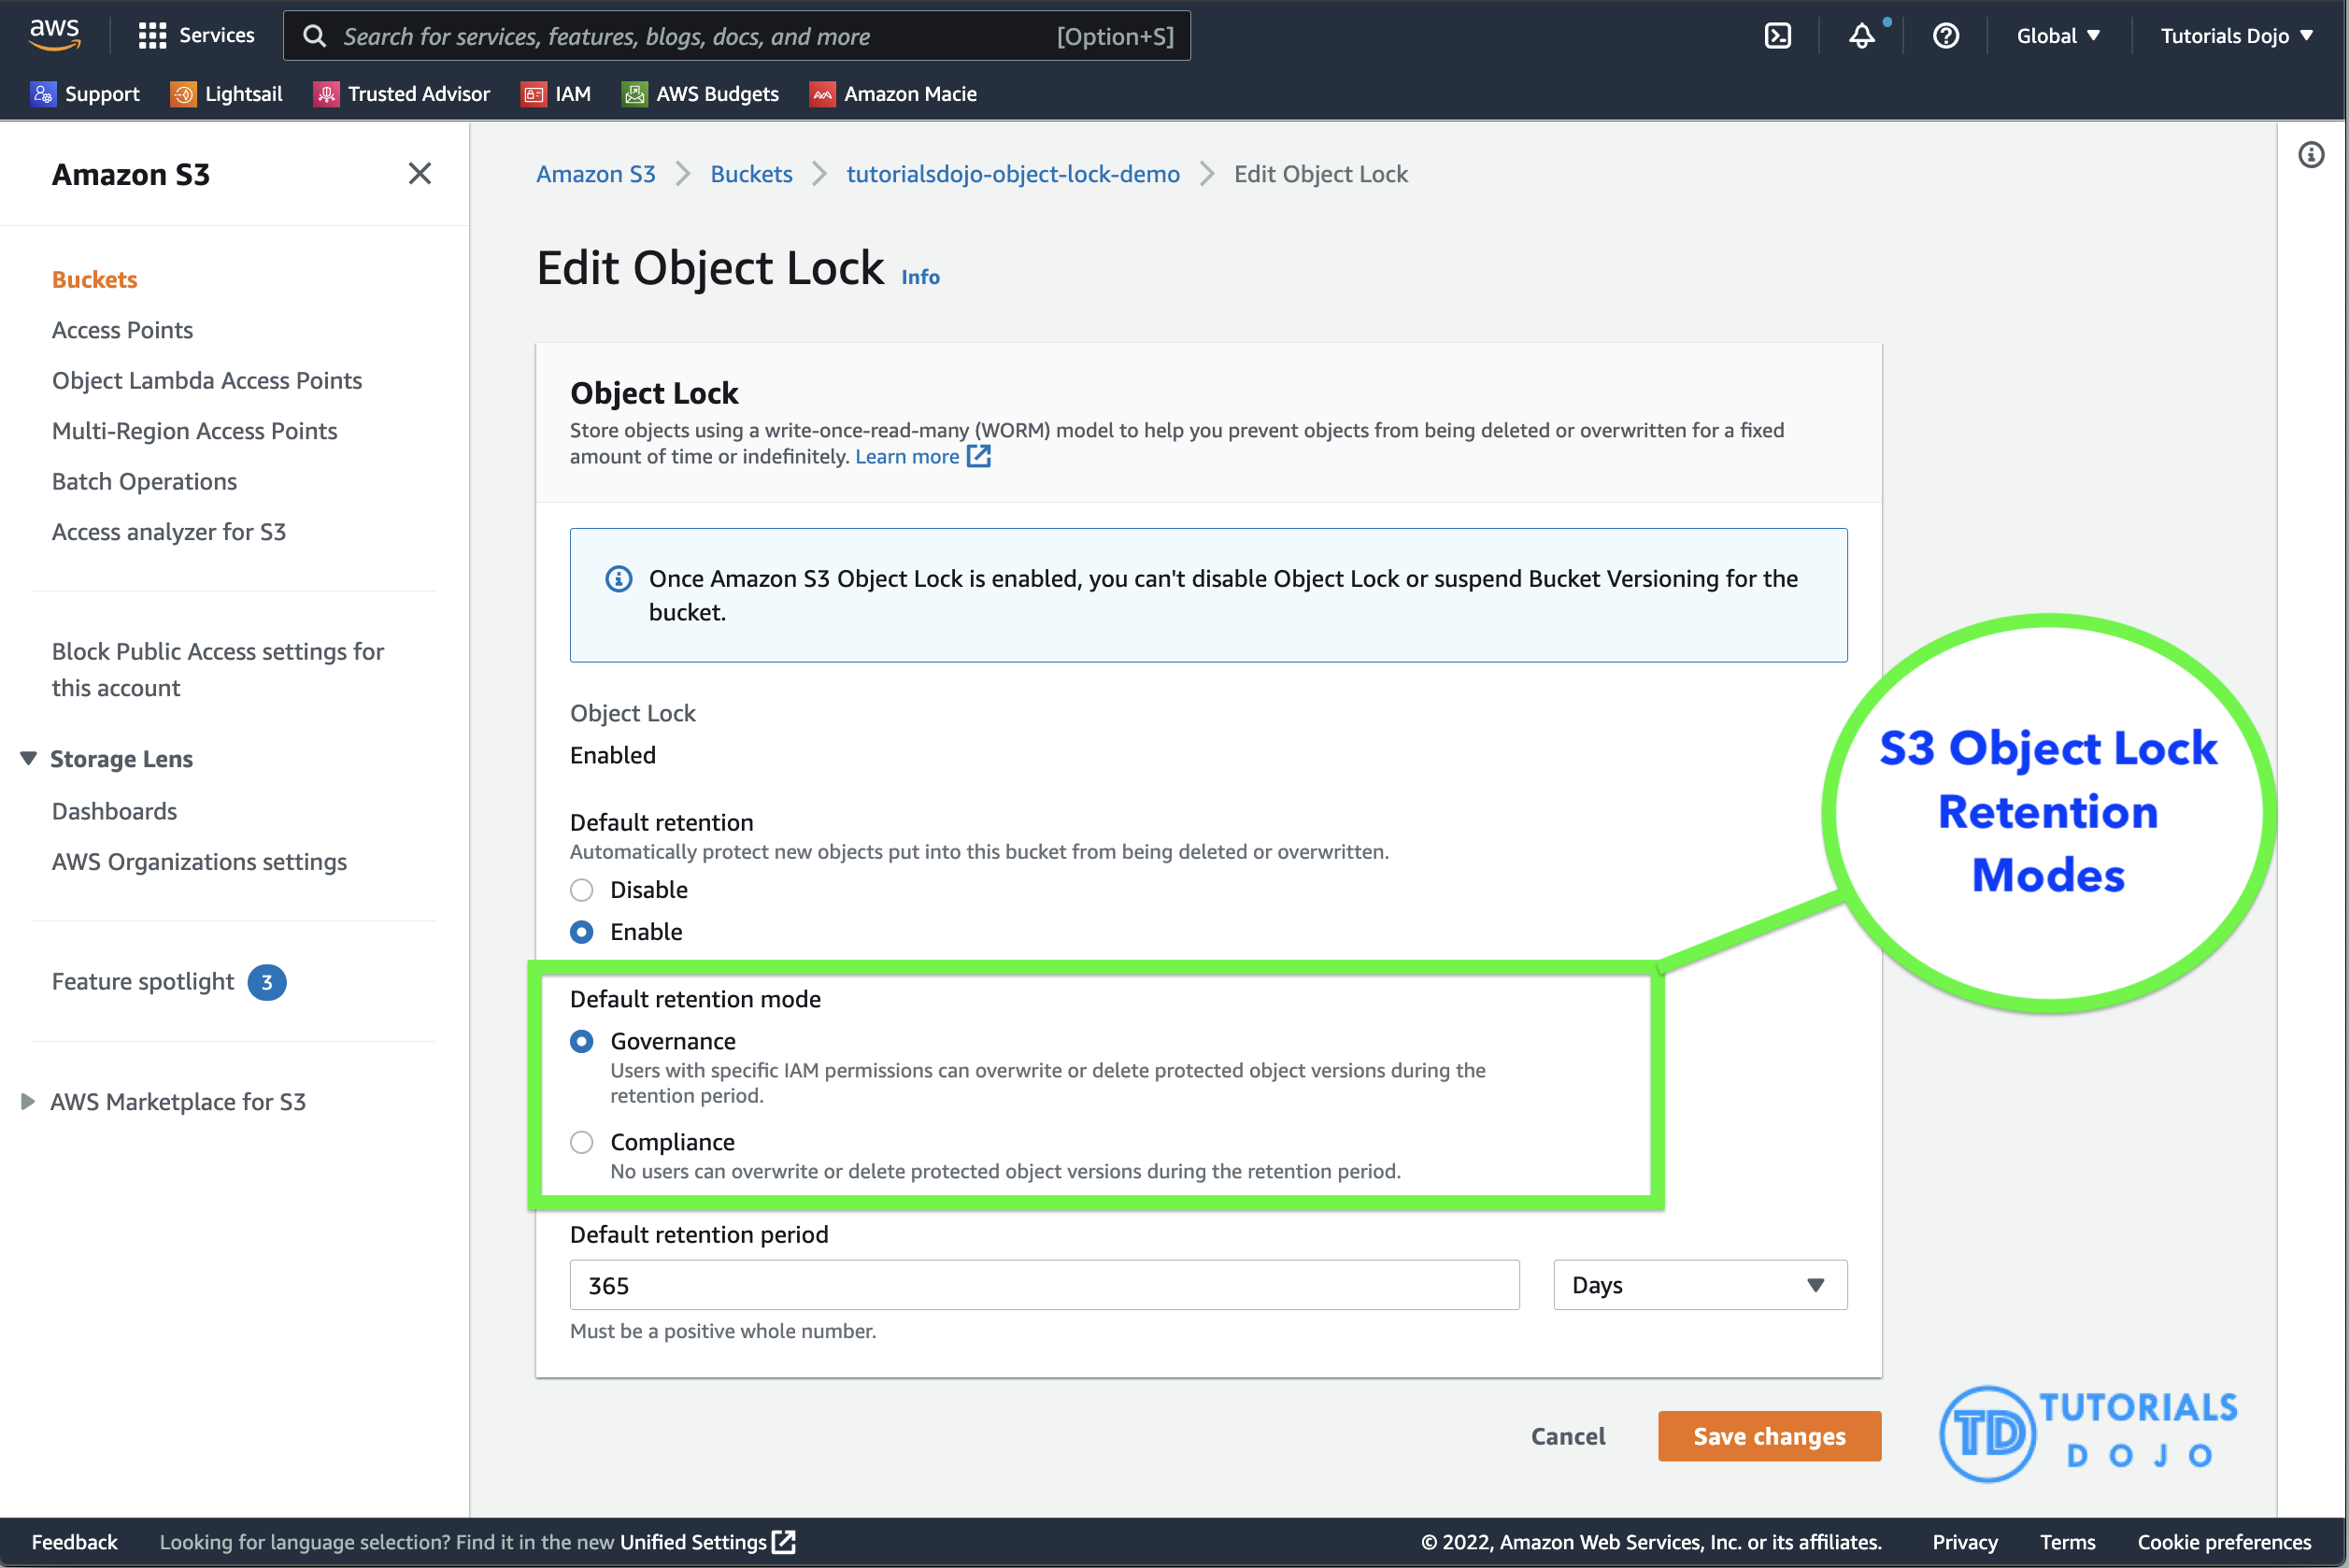 aws
Services
Search for services, features, blogs, docs, and more
[Option+S]
Global
Tutorials Dojo
Support
Lightsail
Trusted Advisor
IAM
AWS Budgets
Amazon Macie
Amazon S3
Buckets
Access Points
Object Lambda Access Points
Multi-Region Access Points
Batch Operations
Access analyzer for S3
Block Public Access settings for
this account
Storage Lens
Dashboards
AWS Organizations settings
Feature spotlight 3
AWS Marketplace for S3
Amazon S3
Buckets
tutorialsdojo-object-lock-demo
Edit Object Lock
Edit Object Lock Info
Object Lock
Store objects using a write-once-read-many (WORM) model to help you prevent objects from being deleted or overwritten for a fixed
amount of time or indefinitely. Learn more
Once Amazon S3 Object Lock is enabled, you can't disable Object Lock or suspend Bucket Versioning for the
bucket.
Object Lock
Enabled
Default retention
Automatically protect new objects put into this bucket from being deleted or overwritten.
Disable
Enable
Default retention mode
Governance
Users with specific IAM permissions can overwrite or delete protected object versions during the
retention period.
Compliance
No users can overwrite or delete protected object versions during the retention period.
Default retention period
365
Days
Must be a positive whole number.
Cancel
Save changes
S3 Object Lock
Retention
Modes
TD
TUTORIALS
DOJO
Feedback
Looking for language selection? Find it in the new Unified Settings
© 2022, Amazon Web Services, Inc. or its affiliates.
Privacy
Terms
Cookie preferences